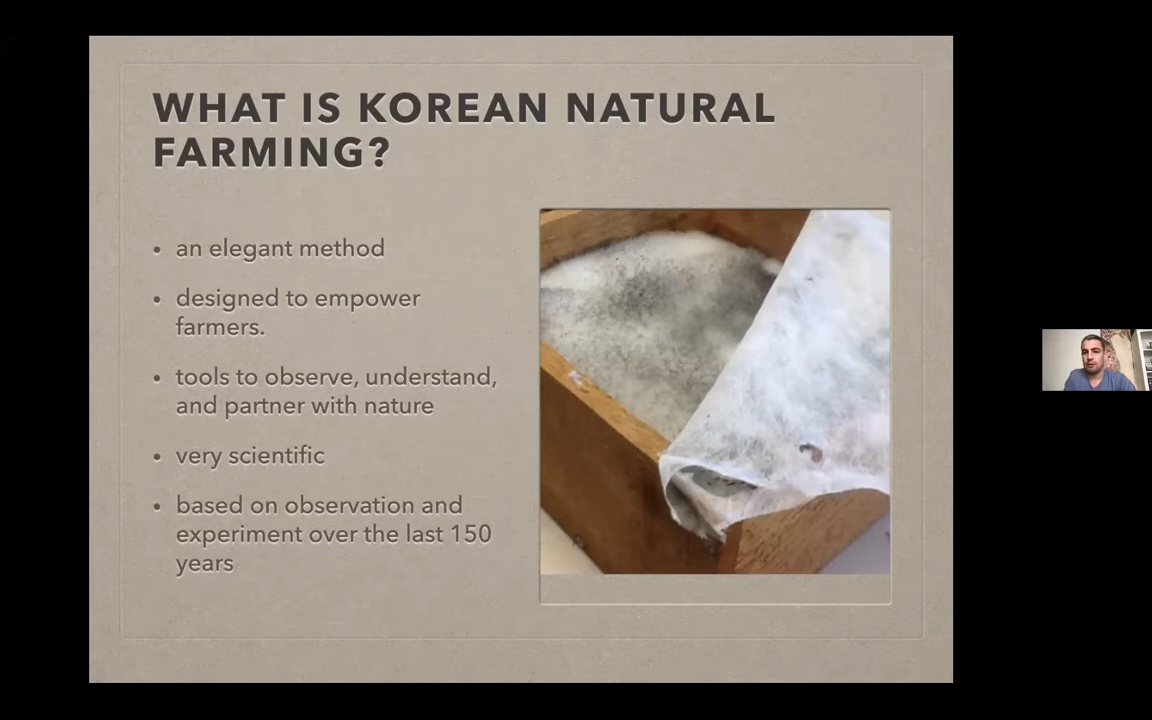 WHAT IS KOREAN NATURAL
FARMING?
• an elegant method
• designed to empower
farmers.
• tools to observe, understand,
and partner with nature
• very scientific
• based on observation and
experiment over the last 150
years